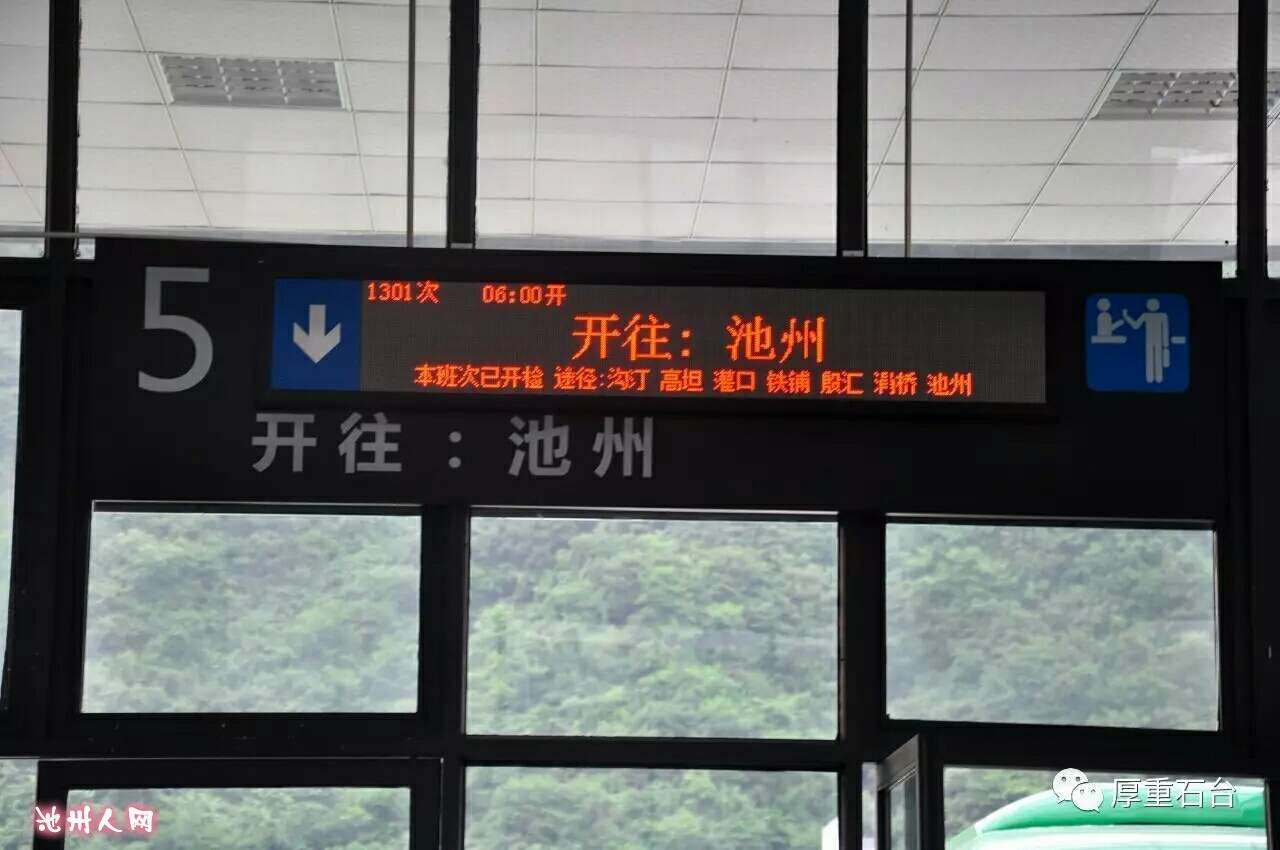 5
1301次 06:00开
开往：池州
本班次已开检 途径:沟汀 高坦 灌口 铁铺 殷汇 涓桥 池州
开往：池州
池州人网
厚重石台